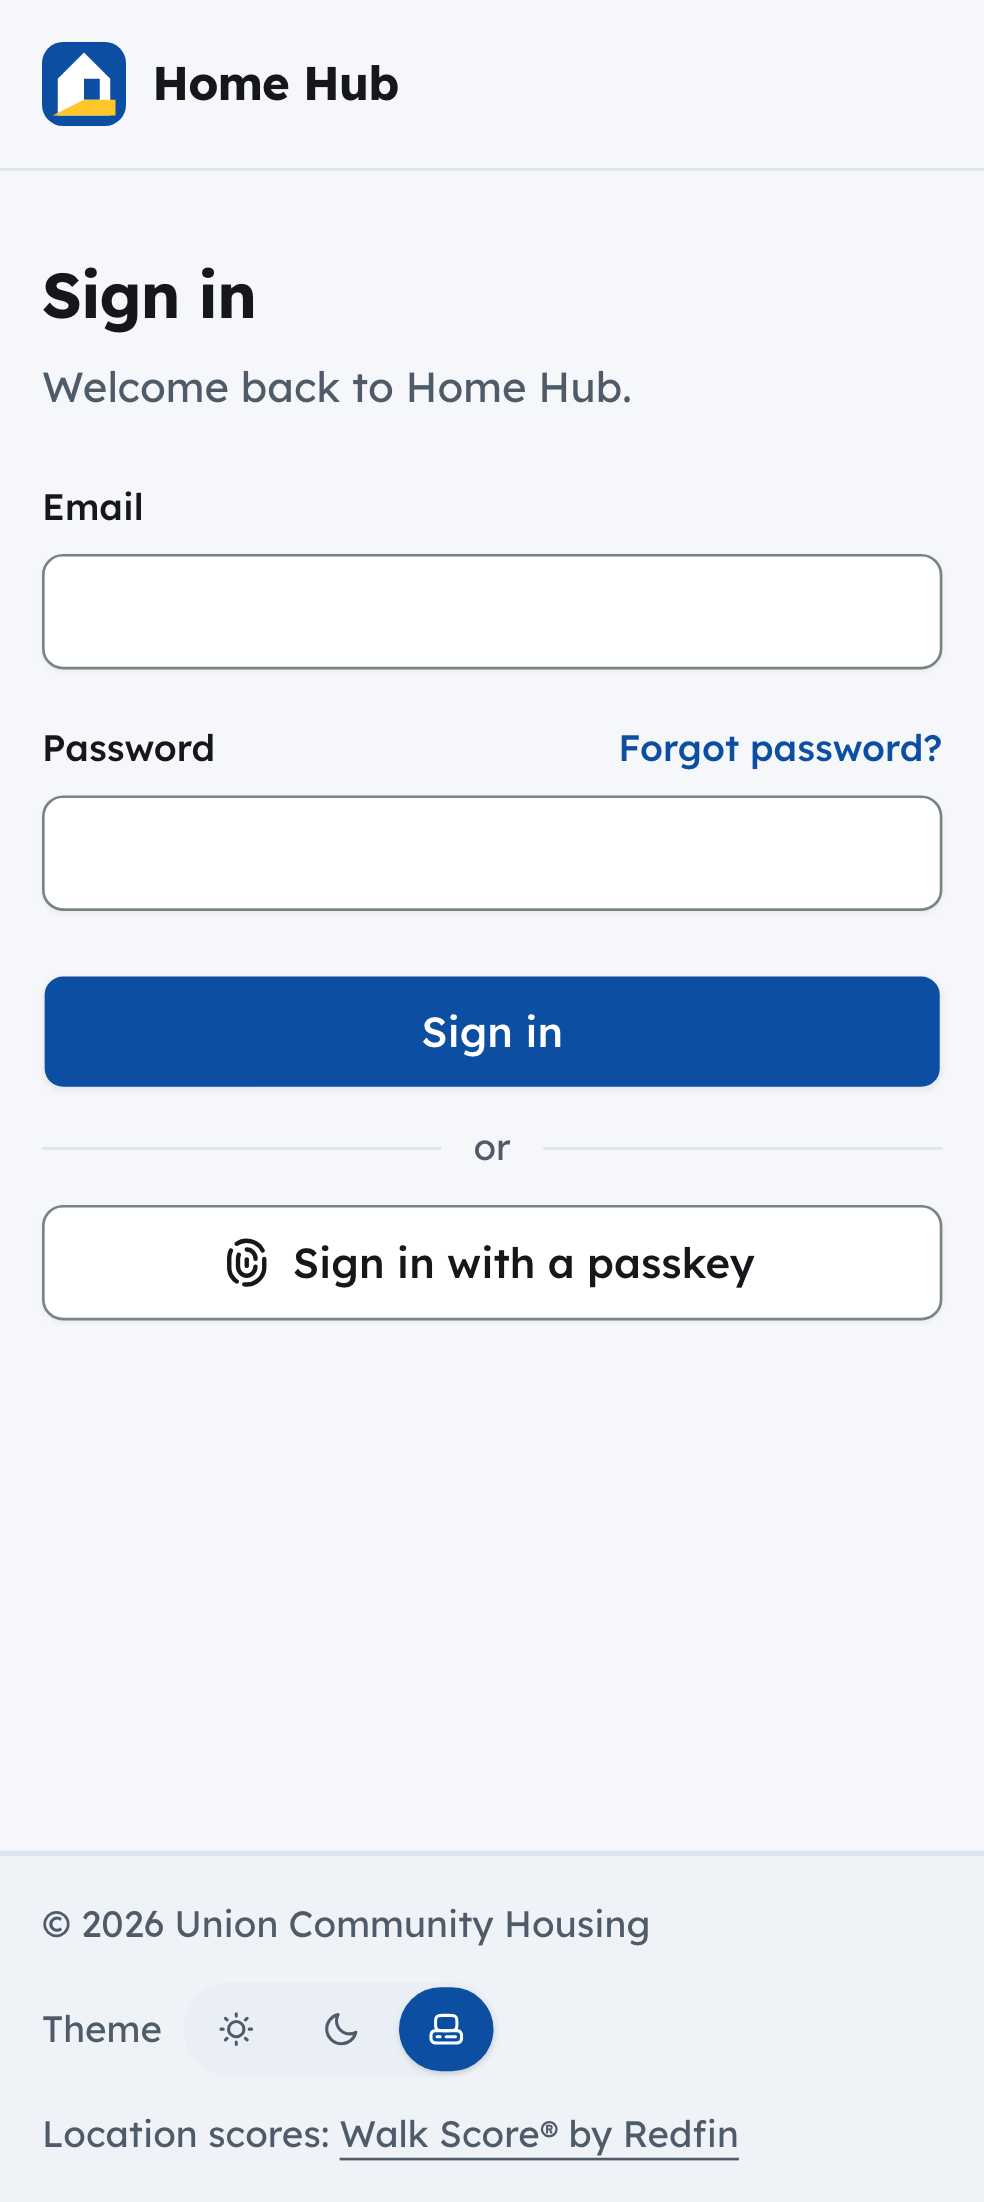 Home Hub
Sign in
Welcome back to Home Hub.
Email
Password
Forgot password?
Sign in
or
Sign in with a passkey
© 2026 Union Community Housing
Theme
Location scores: Walk Score® by Redfin